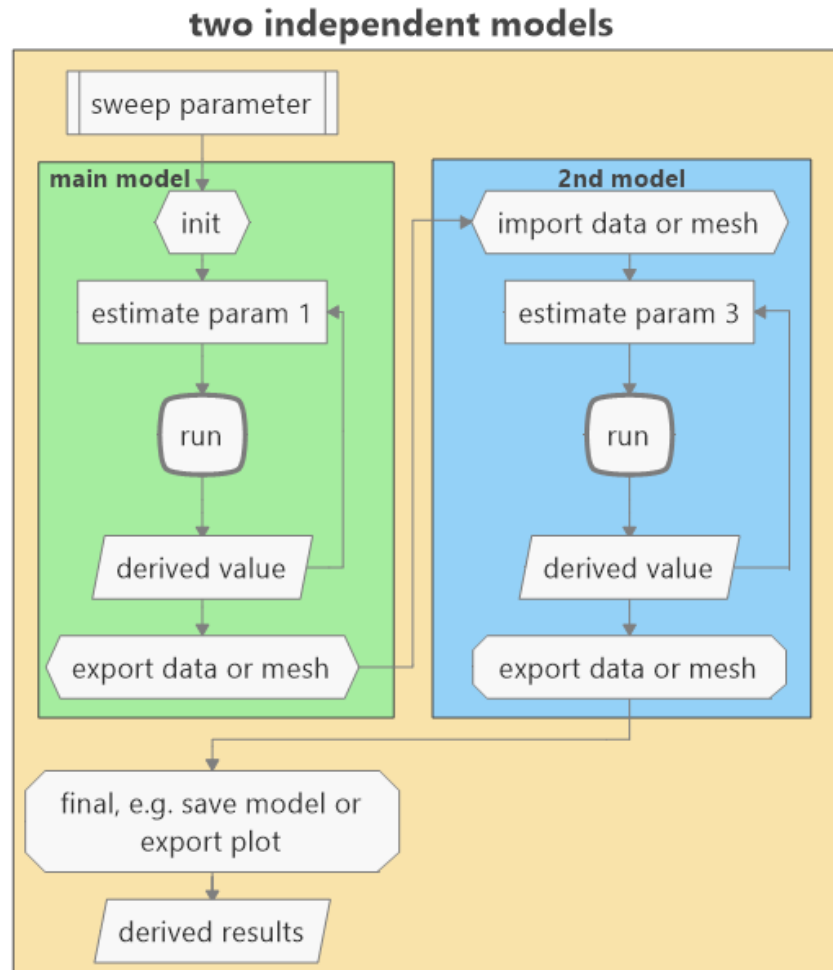 two independent models
sweep parameter
main model
init
estimate param 1
run
derived value
export data or mesh
2nd model
import data or mesh
estimate param 3
run
derived value
export data or mesh
final, e.g. save model or
export plot
derived results